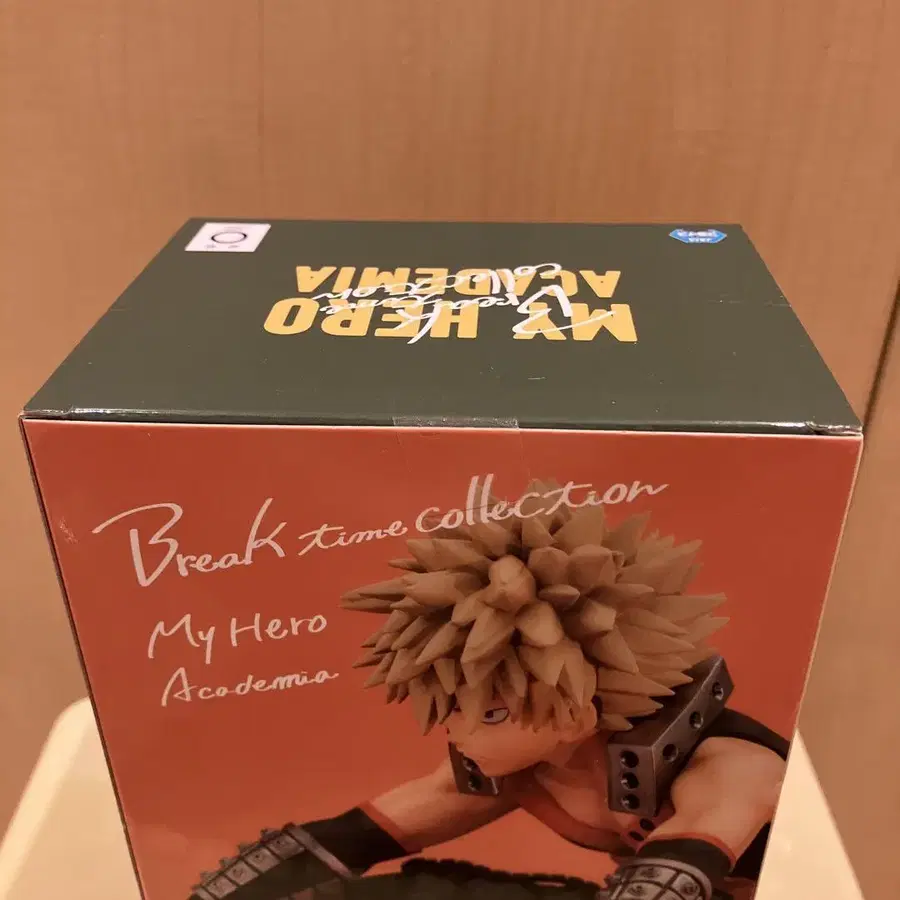 MY HERO
ACADEMIA
Break time
collection
Break time collection
My Hero
Academia